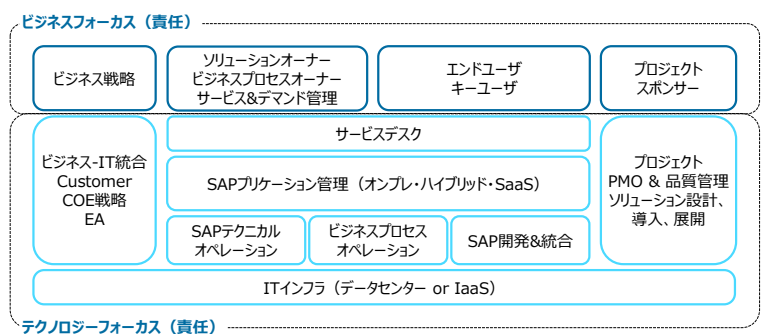 ビジネスフォーカス（責任）
ビジネス戦略
ソリューションオーナー
ビジネスプロセスオーナー
サービス&デマンド管理
エンドユーザ
キーユーザ
プロジェクト
スポンサー
ビジネス-IT統合
Customer
COE戦略
EA
サービスデスク
SAPプリケーション管理（オンプレ・ハイブリッド・SaaS）
SAPテクニカル
オペレーション
ビジネスプロセス
オペレーション
SAP開発&統合
プロジェクト
PMO & 品質管理
ソリューション設計、
導入、展開
ITインフラ（データセンター or IaaS）
テクノロジーフォーカス（責任）